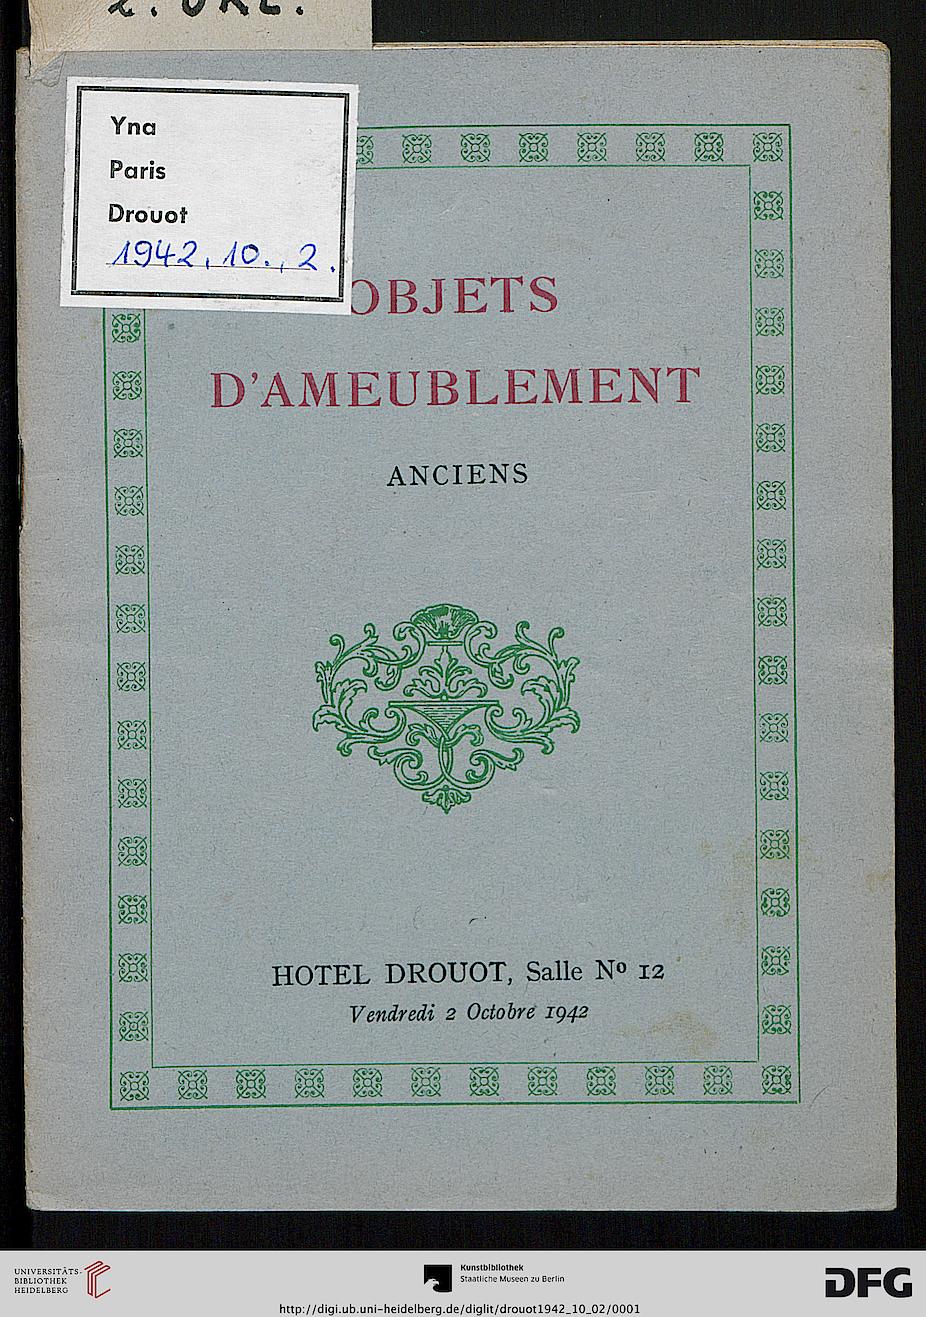 Yna
Paris
Drouot
1942.10., 2.
OBJETS
D'AMEUBLEMENT
ANCIENS
HOTEL DROUOT, Salle Nº 12
Vendredi 2 Octobre 1942
UNIVERSITÄTS-
BIBLIOTHEK
HEIDELBERG
Kunstbibliothek
Staatliche Museen zu Berlin
DFG
http://digi.ub.uni-heidelberg.de/diglit/drouot1942_10_02/0001